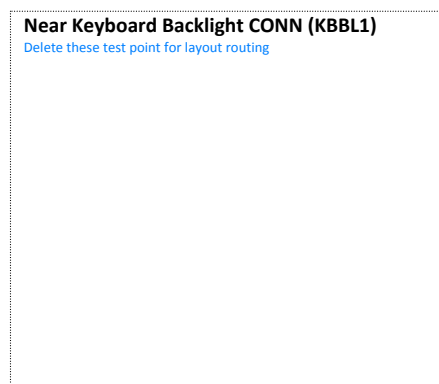 Near Keyboard Backlight CONN (KBBL1)
Delete these test point for layout routing